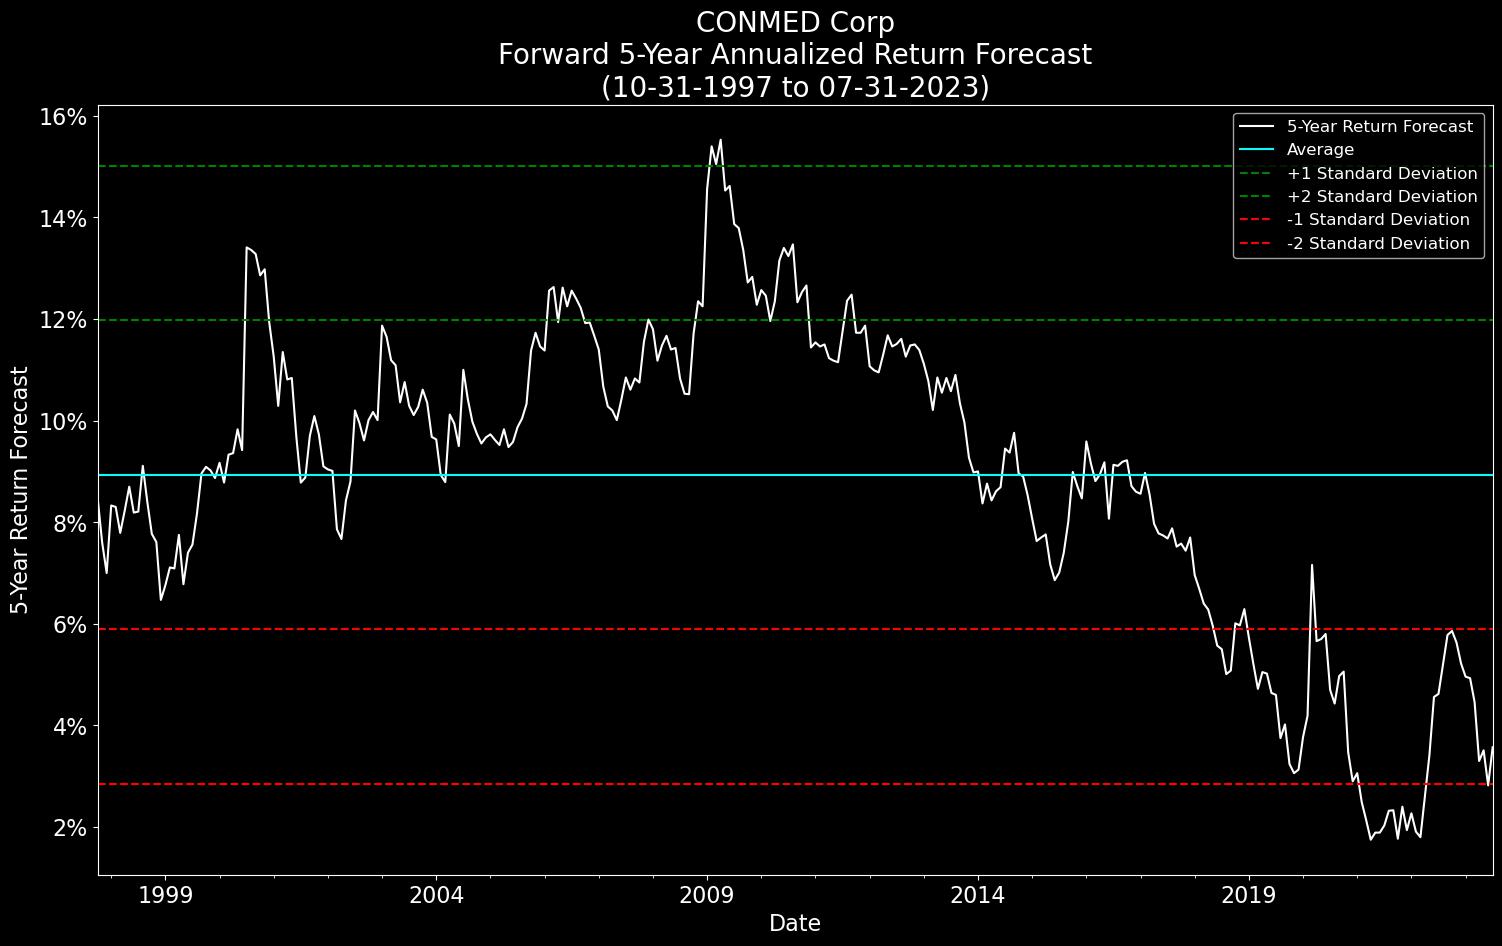 CONMED Corp
Forward 5-Year Annualized Return Forecast
(10-31-1997 to 07-31-2023)
5-Year Return Forecast
16%
14%
12%
10%
8%
6%
4%
2%
5-Year Return Forecast
Average
+1 Standard Deviation
+2 Standard Deviation
-1 Standard Deviation
-2 Standard Deviation
1999 2004 2009 2014 2019
Date